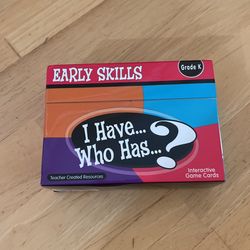 EARLY SKILLS
Grade K
I Have...
Who Has...?
Teacher Created Resources
Interactive
Game Cards